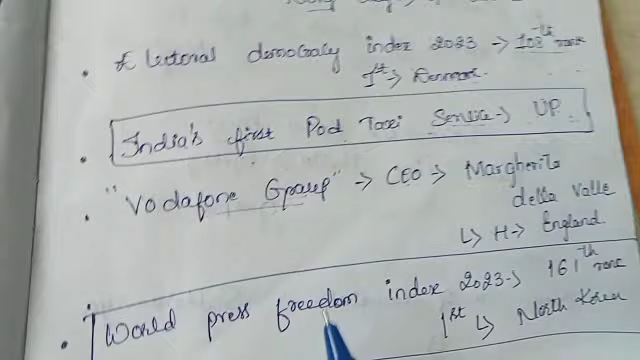 Electoral democracy index 2023 → 108th rank
1st → Denmark.
India's first Pod Taxi Service → UP
"Vodafone Group" → CEO → Margherita
della Valle
↳ H → England
World press freedom index 2023 → 161th rank
1st ↳ North Korea